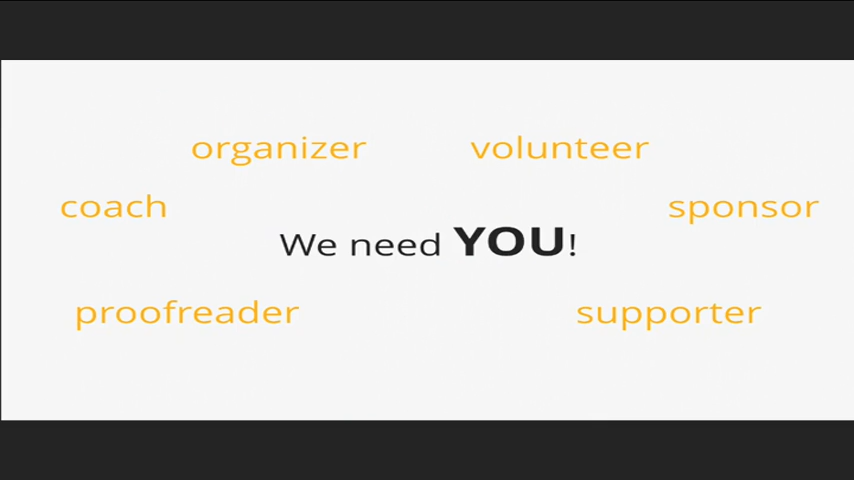 organizer volunteer
coach sponsor
We need YOU!
proofreader supporter